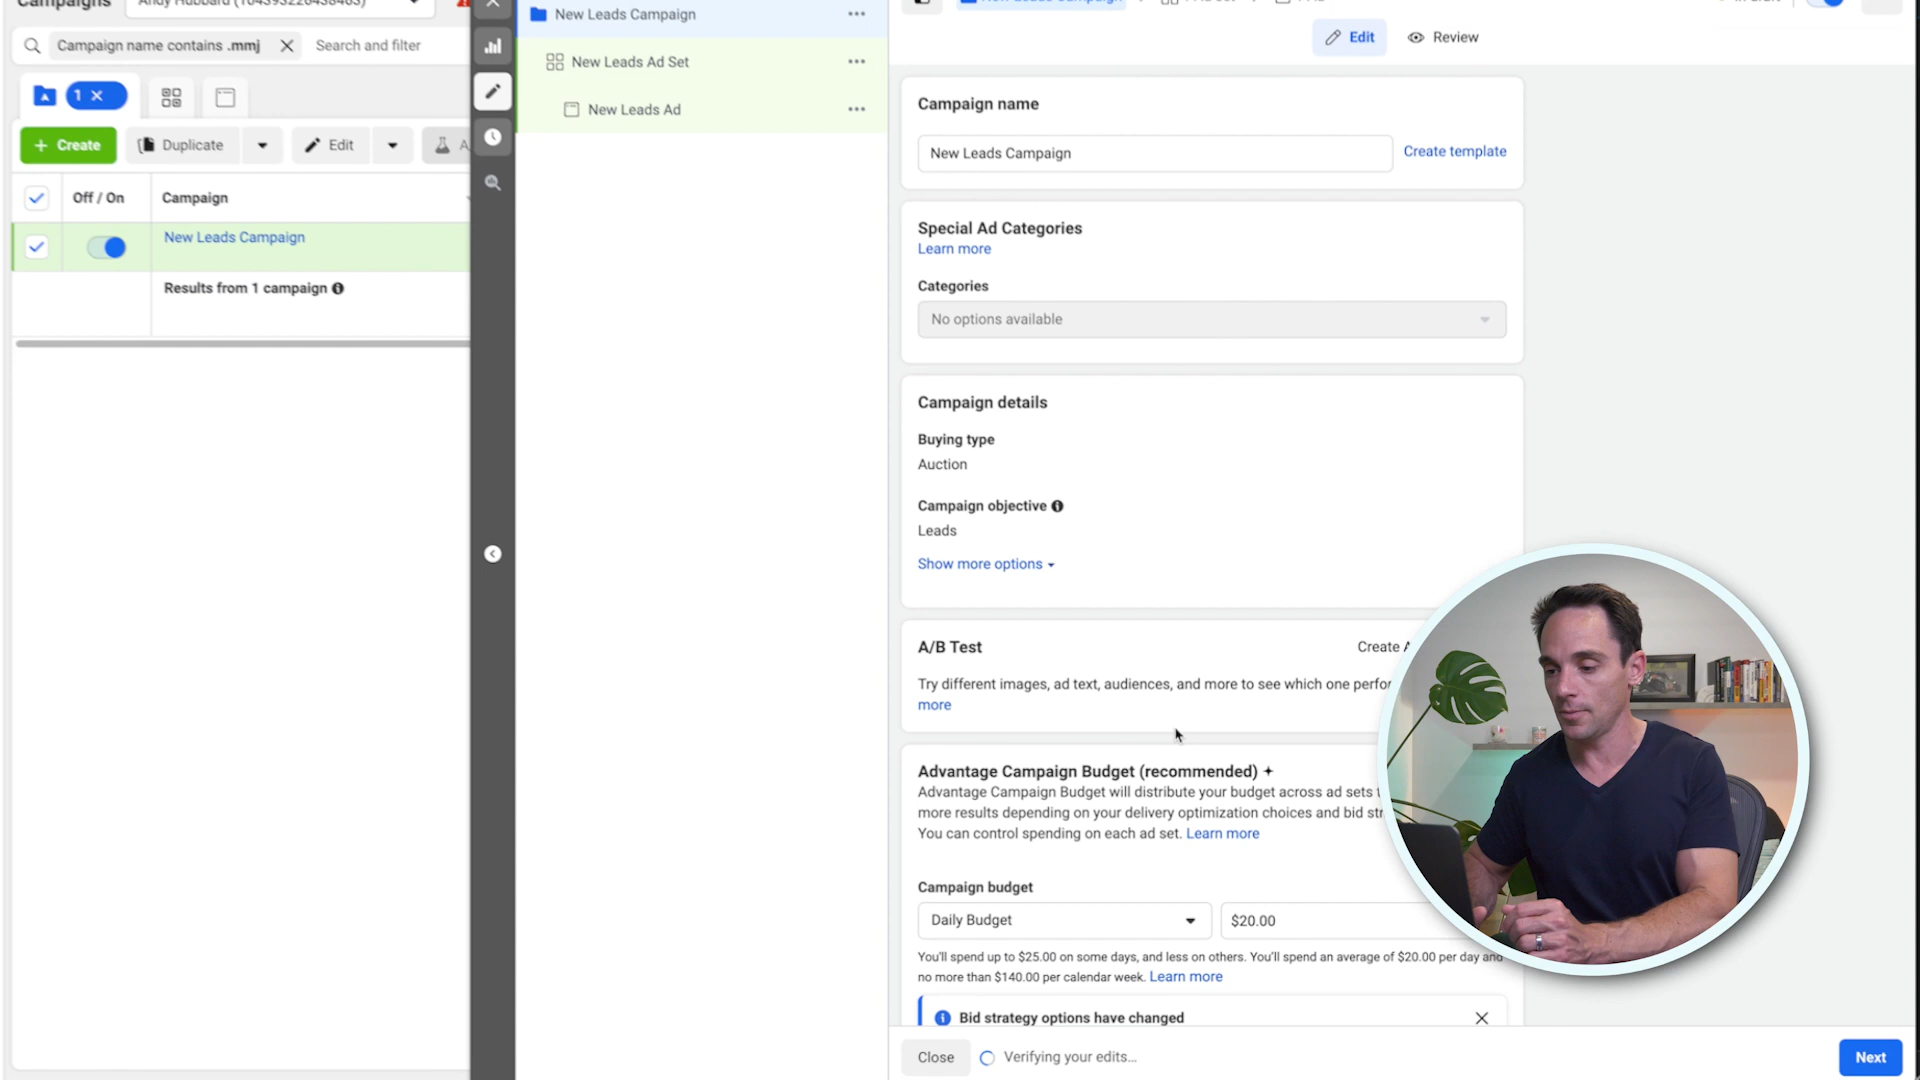 Campaigns
Andy Hubbard (104393226438483)
Campaign name contains .mmj
Search and filter
1
Create
Duplicate
Edit
A
Off / On
Campaign
New Leads Campaign
Results from 1 campaign
New Leads Campaign
New Leads Ad Set
New Leads Ad
New Leads Campaign
Edit
Review
Campaign name
New Leads Campaign
Create template
Special Ad Categories
Learn more
Categories
No options available
Campaign details
Buying type
Auction
Campaign objective
Leads
Show more options
A/B Test
Create A
Try different images, ad text, audiences, and more to see which one perfor
more
Advantage Campaign Budget (recommended)
Advantage Campaign Budget will distribute your budget across ad sets t
more results depending on your delivery optimization choices and bid str
You can control spending on each ad set. Learn more
Campaign budget
Daily Budget
$20.00
You'll spend up to $25.00 on some days, and less on others. You'll spend an average of $20.00 per day and
no more than $140.00 per calendar week. Learn more
Bid strategy options have changed
Close
Verifying your edits...
Next